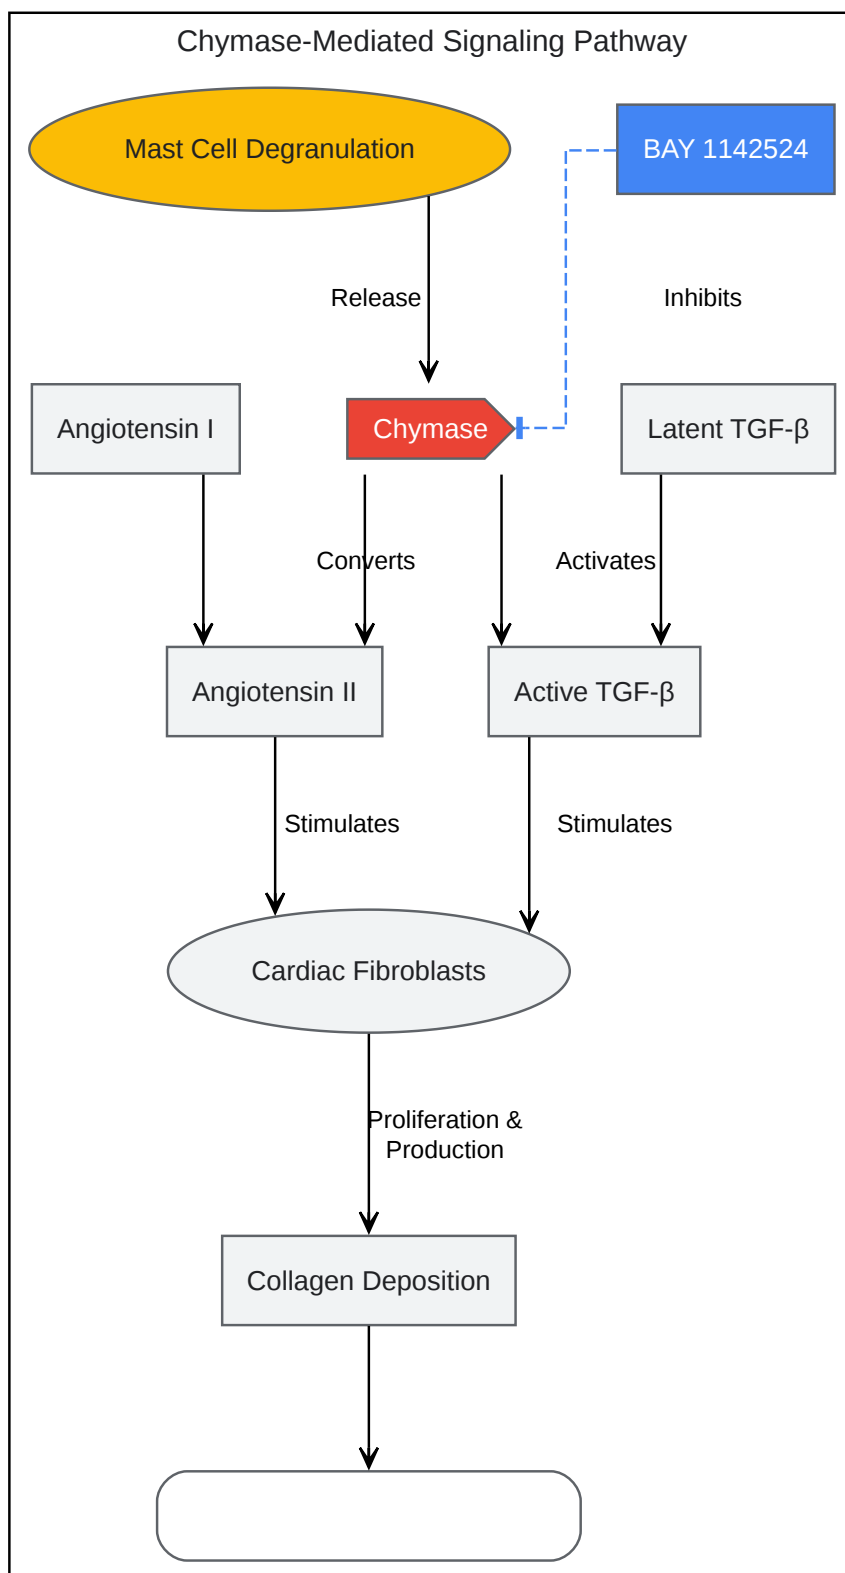 Chymase-Mediated Signaling Pathway
Mast Cell Degranulation
BAY 1142524
Release
Inhibits
Angiotensin I
Chymase
Latent TGF-β
Converts
Activates
Angiotensin II
Active TGF-β
Stimulates
Stimulates
Cardiac Fibroblasts
Proliferation &
Production
Collagen Deposition